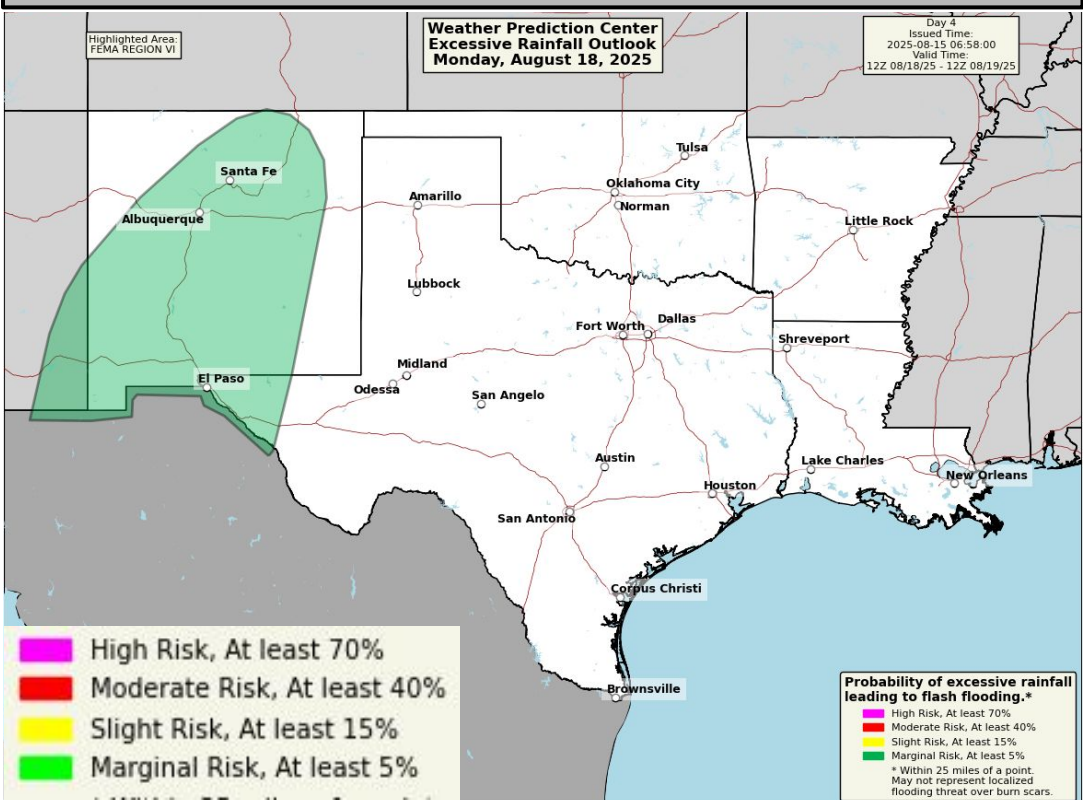 Weather Prediction Center
Excessive Rainfall Outlook
Monday, August 18, 2025
Highlighted Area:
FEMA REGION VI
Day 4
Issued Time:
2025-08-15 06:58:00
Valid Time:
12Z 08/18/25 - 12Z 08/19/25
Santa Fe
Albuquerque
Amarillo
Tulsa
Oklahoma City
Norman
Little Rock
Lubbock
Fort Worth
Dallas
Shreveport
El Paso
Midland
Odessa
San Angelo
Austin
Lake Charles
New Orleans
Houston
San Antonio
Corpus Christi
Brownsville
High Risk, At least 70%
Moderate Risk, At least 40%
Slight Risk, At least 15%
Marginal Risk, At least 5%
Probability of excessive rainfall
leading to flash flooding.*
High Risk, At least 70%
Moderate Risk, At least 40%
Slight Risk, At least 15%
Marginal Risk, At least 5%
* Within 25 miles of a point.
May not represent localized
flooding threat over burn scars.